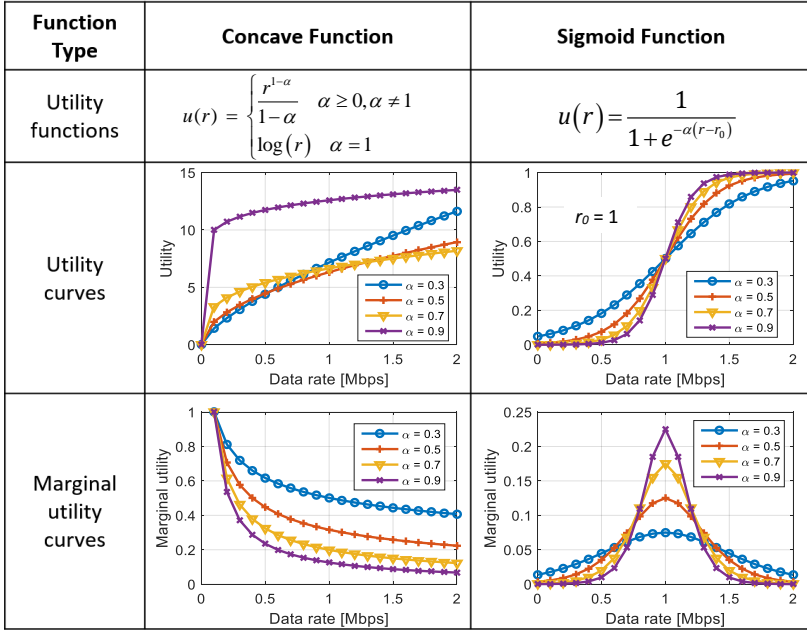 Function Type
Concave Function
Sigmoid Function
Utility functions
u(r) = { r^{1-α} / (1-α)   α ≥ 0, α ≠ 1
log(r)   α = 1
u(r) = 1 / (1 + e^{-α(r-r_0)})
Utility curves
15
10
5
0
Utility
0 0.5 1 1.5 2
Data rate [Mbps]
α = 0.3
α = 0.5
α = 0.7
α = 0.9
1
0.8
0.6
0.4
0.2
0
Utility
r_0 = 1
0 0.5 1 1.5 2
Data rate [Mbps]
α = 0.3
α = 0.5
α = 0.7
α = 0.9
Marginal utility curves
1
0.8
0.6
0.4
0.2
0
Marginal utility
0 0.5 1 1.5 2
Data rate [Mbps]
α = 0.3
α = 0.5
α = 0.7
α = 0.9
0.25
0.2
0.15
0.1
0.05
0
Marginal utility
0 0.5 1 1.5 2
Data rate [Mbps]
α = 0.3
α = 0.5
α = 0.7
α = 0.9